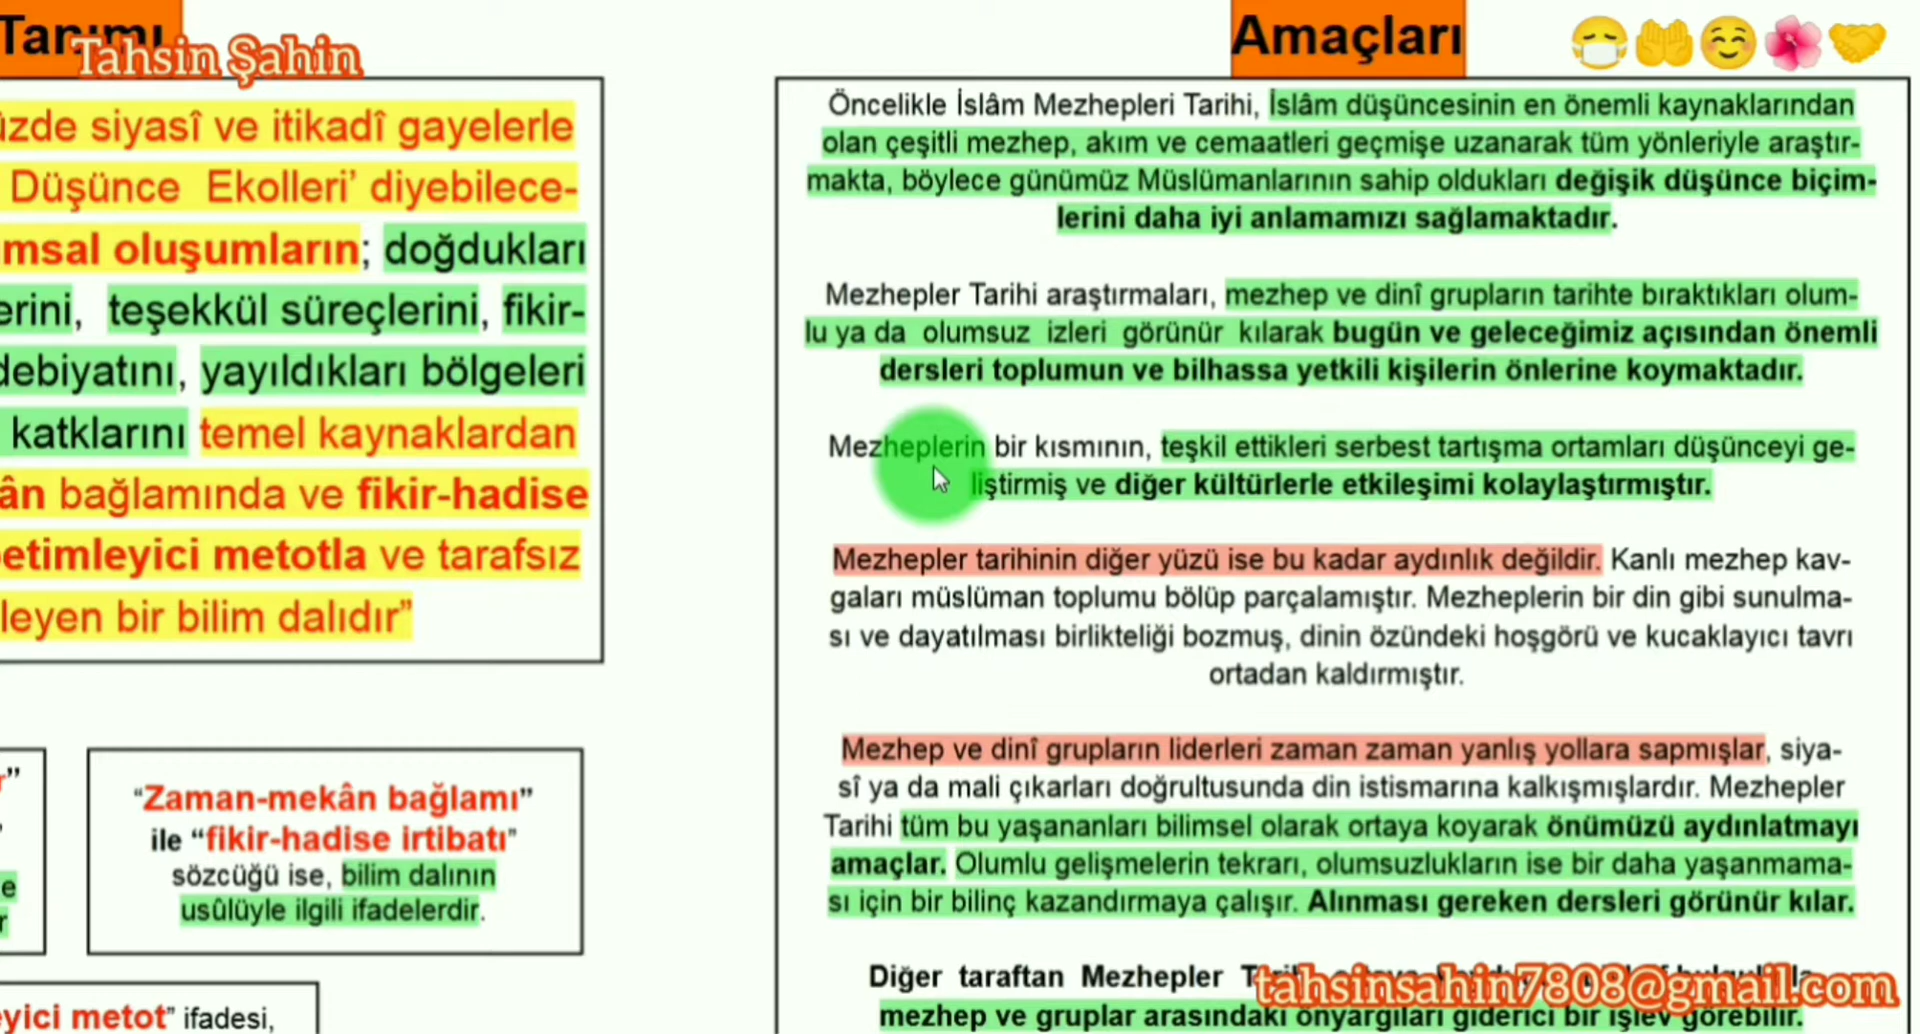 Tanımı
Tahsin Şahin
siyasî ve itikadî gayelerle
Düşünce Ekolleri’ diyebilece-
oluşumların; doğdukları
teşekkül süreçlerini, fikir-
yayıldıkları bölgeleri
katklarını temel kaynaklardan
bağlamında ve fikir-hadise
metotla ve tarafsız
bir bilim dalıdır”
“Zaman-mekân bağlamı”
ile “fikir-hadise irtibatı”
sözcüğü ise, bilim dalının
usûlüyle ilgili ifadelerdir.
metot” ifadesi,
Amaçları
Öncelikle İslâm Mezhepleri Tarihi, İslâm düşüncesinin en önemli kaynaklarından
olan çeşitli mezhep, akım ve cemaatleri geçmişe uzanarak tüm yönleriyle araştır-
makta, böylece günümüz Müslümanlarının sahip oldukları değişik düşünce biçim-
lerini daha iyi anlamamızı sağlamaktadır.
Mezhepler Tarihi araştırmaları, mezhep ve dinî grupların tarihte bıraktıkları olum-
lu ya da olumsuz izleri görünür kılarak bugün ve geleceğimiz açısından önemli
dersleri toplumun ve bilhassa yetkili kişilerin önlerine koymaktadır.
Mezheplerin bir kısmının, teşkil ettikleri serbest tartışma ortamları düşünceyi ge-
liştirmiş ve diğer kültürlerle etkileşimi kolaylaştırmıştır.
Mezhepler tarihinin diğer yüzü ise bu kadar aydınlık değildir. Kanlı mezhep kav-
gaları müslüman toplumu bölüp parçalamıştır. Mezheplerin bir din gibi sunulma-
sı ve dayatılması birlikteliği bozmuş, dinin özündeki hoşgörü ve kucaklayıcı tavrı
ortadan kaldırmıştır.
Mezhep ve dinî grupların liderleri zaman zaman yanlış yollara sapmışlar, siya-
sî ya da mali çıkarları doğrultusunda din istismarına kalkışmışlardır. Mezhepler
Tarihi tüm bu yaşananları bilimsel olarak ortaya koyarak önümüzü aydınlatmayı
amaçlar. Olumlu gelişmelerin tekrarı, olumsuzlukların ise bir daha yaşanmama-
sı için bir bilinç kazandırmaya çalışır. Alınması gereken dersleri görünür kılar.
Diğer taraftan Mezhepler
tahsinsahin7808@gmail.com
mezhep ve gruplar arasındaki önyargıları giderici bir işlev görebilir.